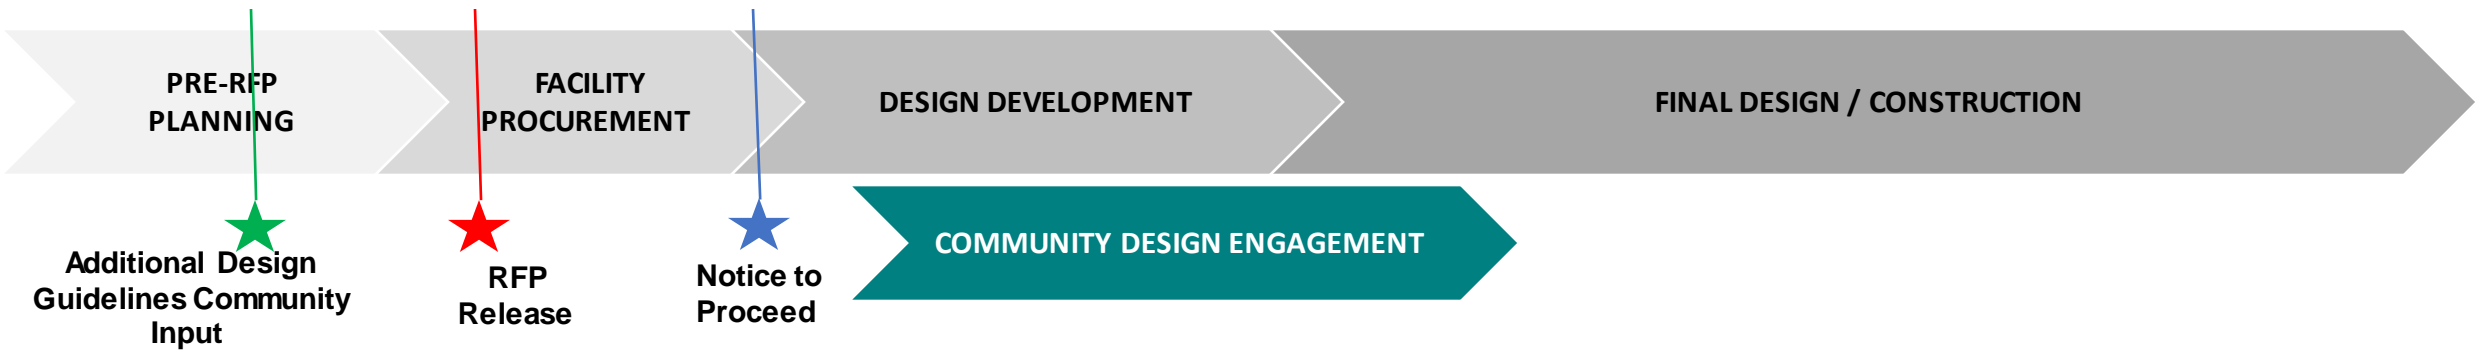 PRE-RFP
PLANNING
FACILITY
PROCUREMENT
DESIGN DEVELOPMENT
FINAL DESIGN / CONSTRUCTION
COMMUNITY DESIGN ENGAGEMENT
Additional Design
Guidelines Community
Input
RFP
Release
Notice to
Proceed